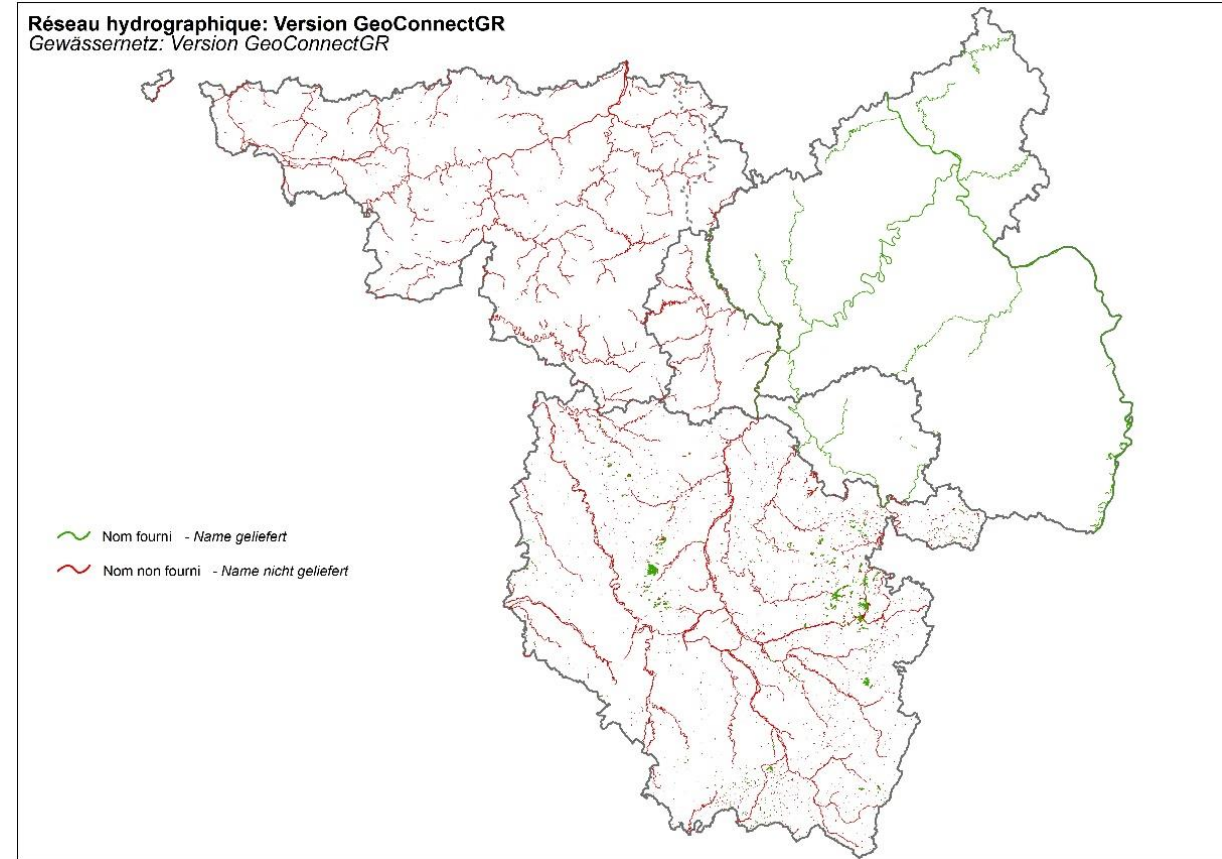 Réseau hydrographique: Version GeoConnectGR
Gewässernetz: Version GeoConnectGR
Nom fourni - Name geliefert
Nom non fourni - Name nicht geliefert